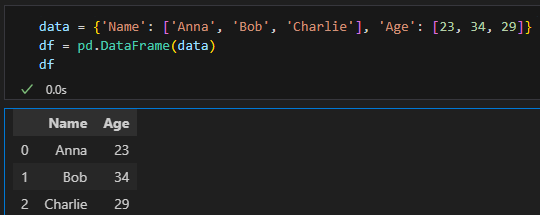 data = {'Name': ['Anna', 'Bob', 'Charlie'], 'Age': [23, 34, 29]}
df = pd.DataFrame(data)
df
0.0s
Name Age
0 Anna 23
1 Bob 34
2 Charlie 29